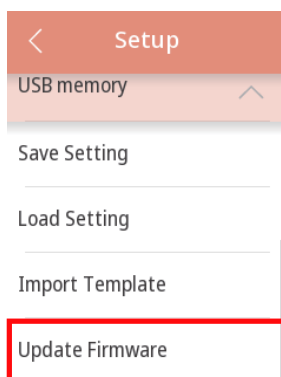 Setup
USB memory
Save Setting
Load Setting
Import Template
Update Firmware